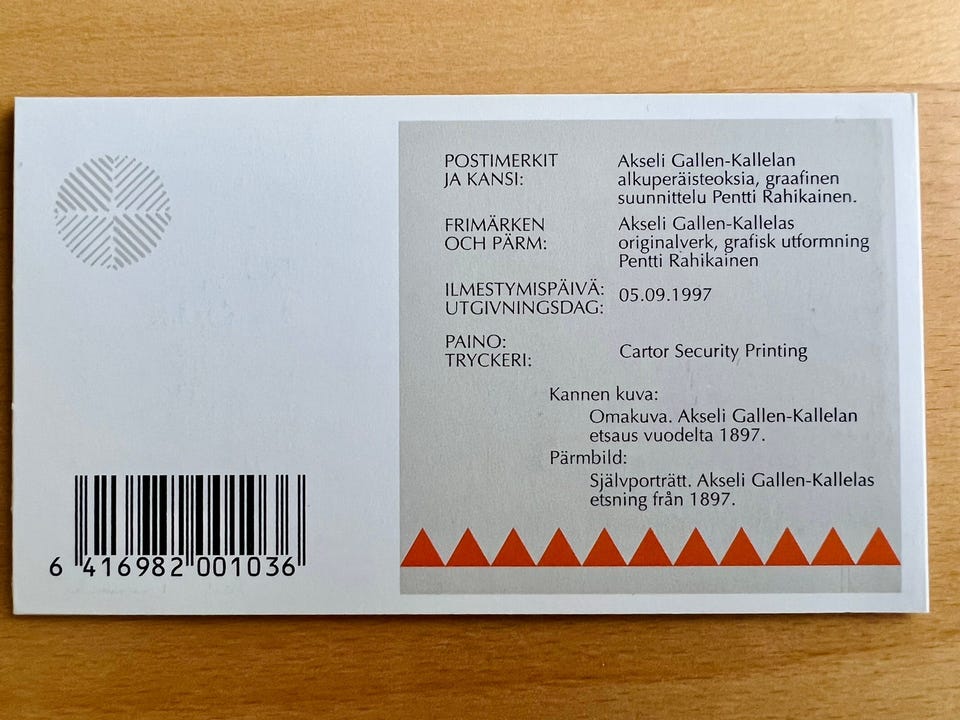 POSTIMERKIT
JA KANSI:
Akseli Gallen-Kallelan
alkuperäisteoksia, graafinen
suunnittelu Pentti Rahikainen.
FRIMÄRKEN
OCH PÄRM:
Akseli Gallen-Kallelas
originalverk, grafisk utformning
Pentti Rahikainen
ILMESTYMISPÄIVÄ:
UTGIVNINGSDAG:
05.09.1997
PAINO:
TRYCKERI:
Cartor Security Printing
Kannen kuva:
Omakuva. Akseli Gallen-Kallelan
etsaus vuodelta 1897.
Pärmbild:
Självporträtt. Akseli Gallen-Kallelas
etsning från 1897.
6 416982 001036